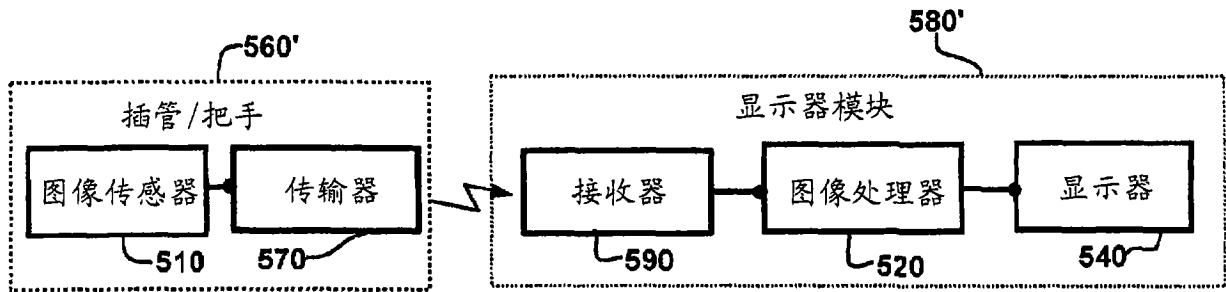 560'
580'
插管/把手
显示器模块
图像传感器
传输器
接收器
图像处理器
显示器
510
570
590
520
540